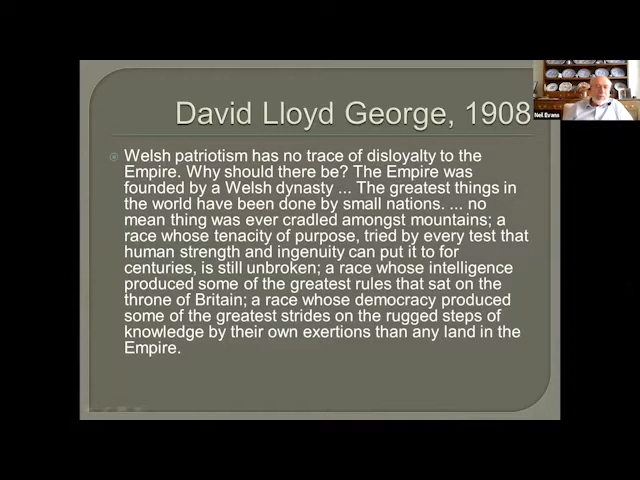 David Lloyd George, 1908
Welsh patriotism has no trace of disloyalty to the
Empire. Why should there be? The Empire was
founded by a Welsh dynasty ... The greatest things in
the world have been done by small nations. ... no
mean thing was ever cradled amongst mountains; a
race whose tenacity of purpose, tried by every test that
human strength and ingenuity can put it to for
centuries, is still unbroken; a race whose intelligence
produced some of the greatest rules that sat on the
throne of Britain; a race whose democracy produced
some of the greatest strides on the rugged steps of
knowledge by their own exertions than any land in the
Empire.
Neil Evans